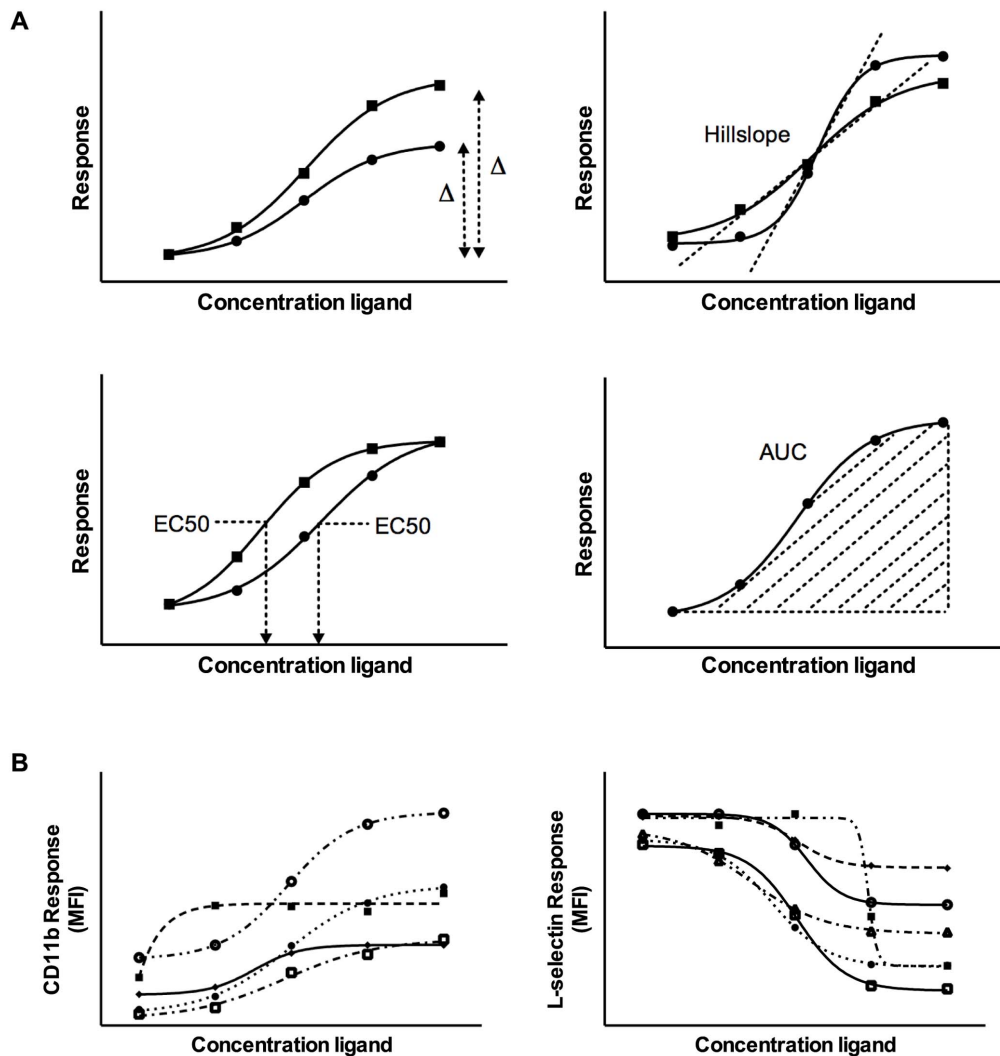 A
Response
Δ
Δ
Concentration ligand
Response
Hillslope
Concentration ligand
Response
EC50
EC50
Concentration ligand
Response
AUC
Concentration ligand
B
CD11b Response
(MFI)
Concentration ligand
L-selectin Response
(MFI)
Concentration ligand